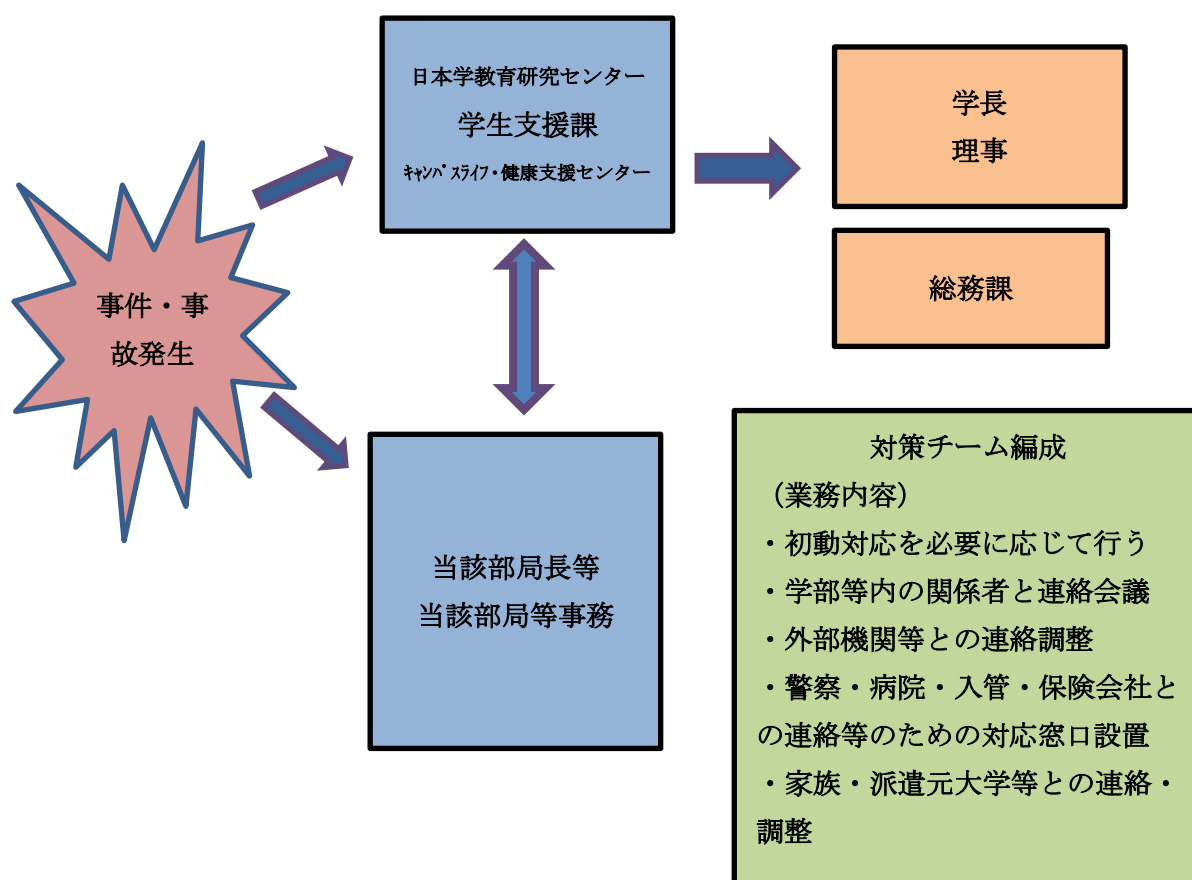 日本学教育研究センター
学生支援課
ｷｬﾝﾊﾟｽﾗｲﾌ・健康支援センター
学長
理事
総務課
事件・事
故発生
当該部局長等
当該部局等事務
対策チーム編成
（業務内容）
・初動対応を必要に応じて行う
・学部等内の関係者と連絡会議
・外部機関等との連絡調整
・警察・病院・入管・保険会社と
の連絡等のための対応窓口設置
・家族・派遣元大学等との連絡・
調整